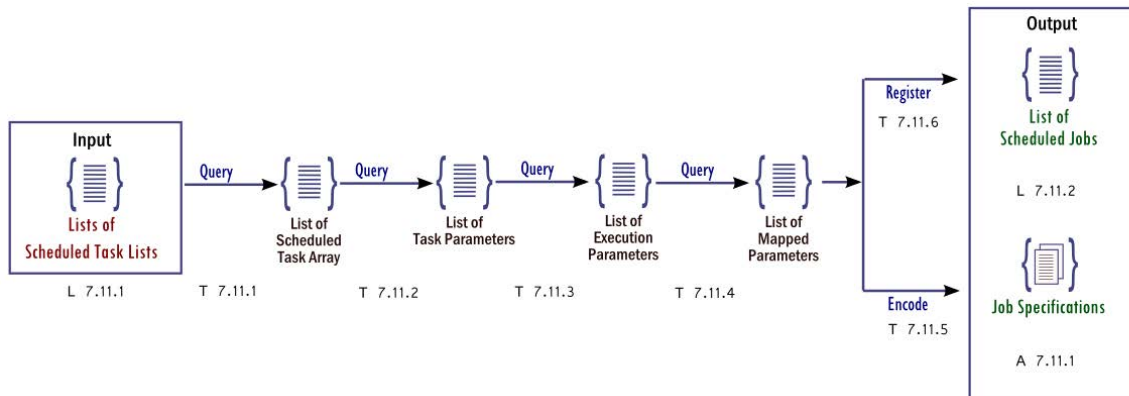 Input
Lists of
Scheduled Task Lists
L 7.11.1
Query
T 7.11.1
List of
Scheduled
Task Array
Query
T 7.11.2
List of
Task Parameters
Query
T 7.11.3
List of
Execution
Parameters
Query
T 7.11.4
List of
Mapped
Parameters
Register
T 7.11.6
Encode
T 7.11.5
Output
List of
Scheduled Jobs
L 7.11.2
Job Specifications
A 7.11.1